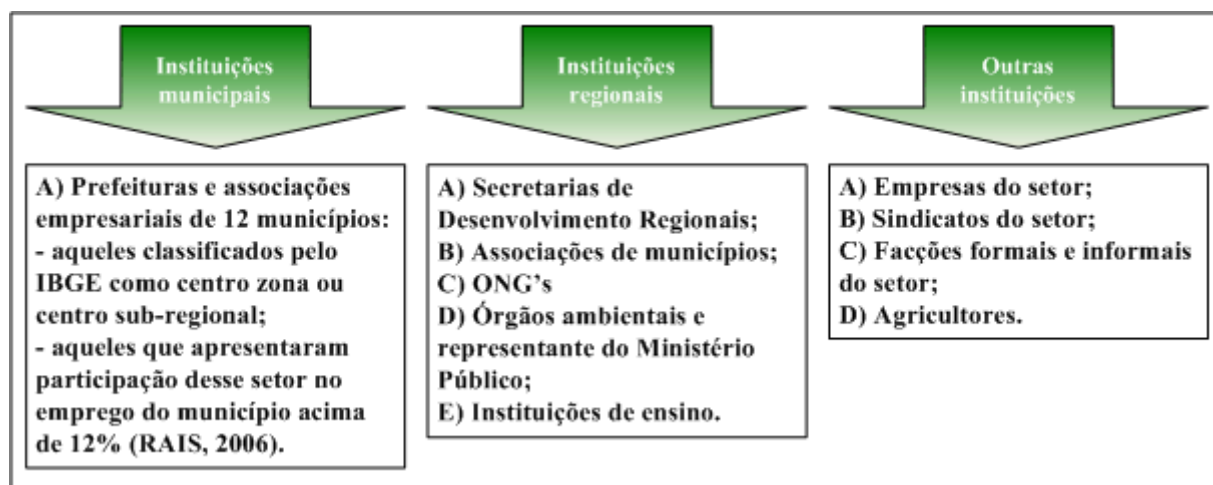 Instituições
municipais
A) Prefeituras e associações
empresariais de 12 municípios:
- aqueles classificados pelo
IBGE como centro zona ou
centro sub-regional;
- aqueles que apresentaram
participação desse setor no
emprego do município acima
de 12% (RAIS, 2006).
Instituições
regionais
A) Secretarias de
Desenvolvimento Regionais;
B) Associações de municípios;
C) ONG’s
D) Órgãos ambientais e
representante do Ministério
Público;
E) Instituições de ensino.
Outras
instituições
A) Empresas do setor;
B) Sindicatos do setor;
C) Facções formais e informais
do setor;
D) Agricultores.